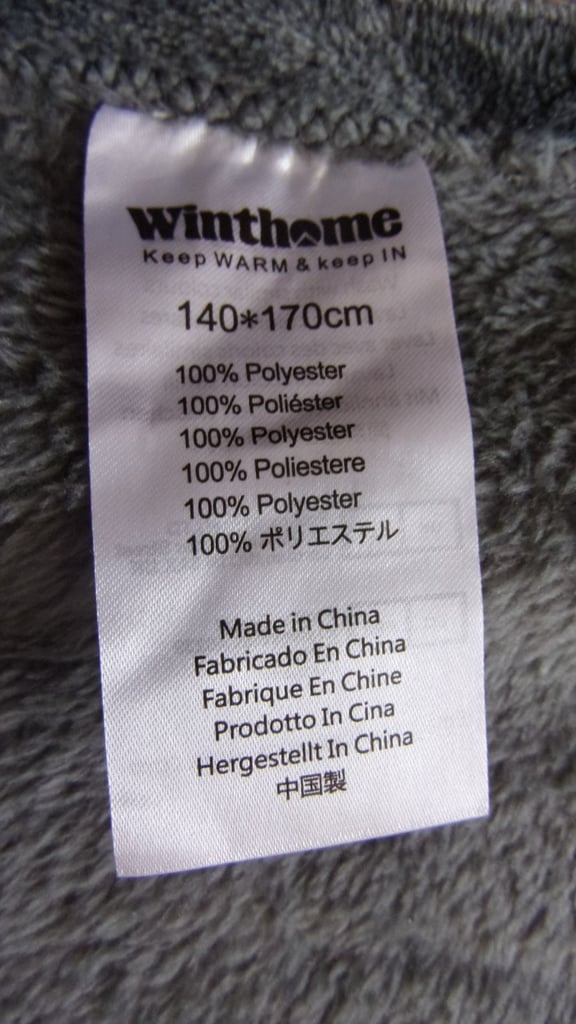 Winthome
Keep WARM & keep IN
140*170cm
100% Polyester
100% Poliéster
100% Polyester
100% Poliestere
100% Polyester
100% ポリエステル
Made in China
Fabricado En China
Fabrique En Chine
Prodotto In Cina
Hergestellt In China
中国製